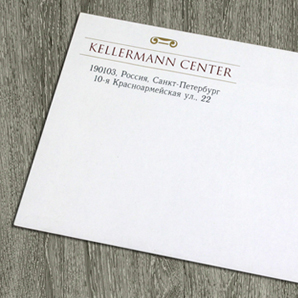 KELLERMANN CENTER
190103, Россия, Санкт-Петербург
10-я Красноармейская ул., 22